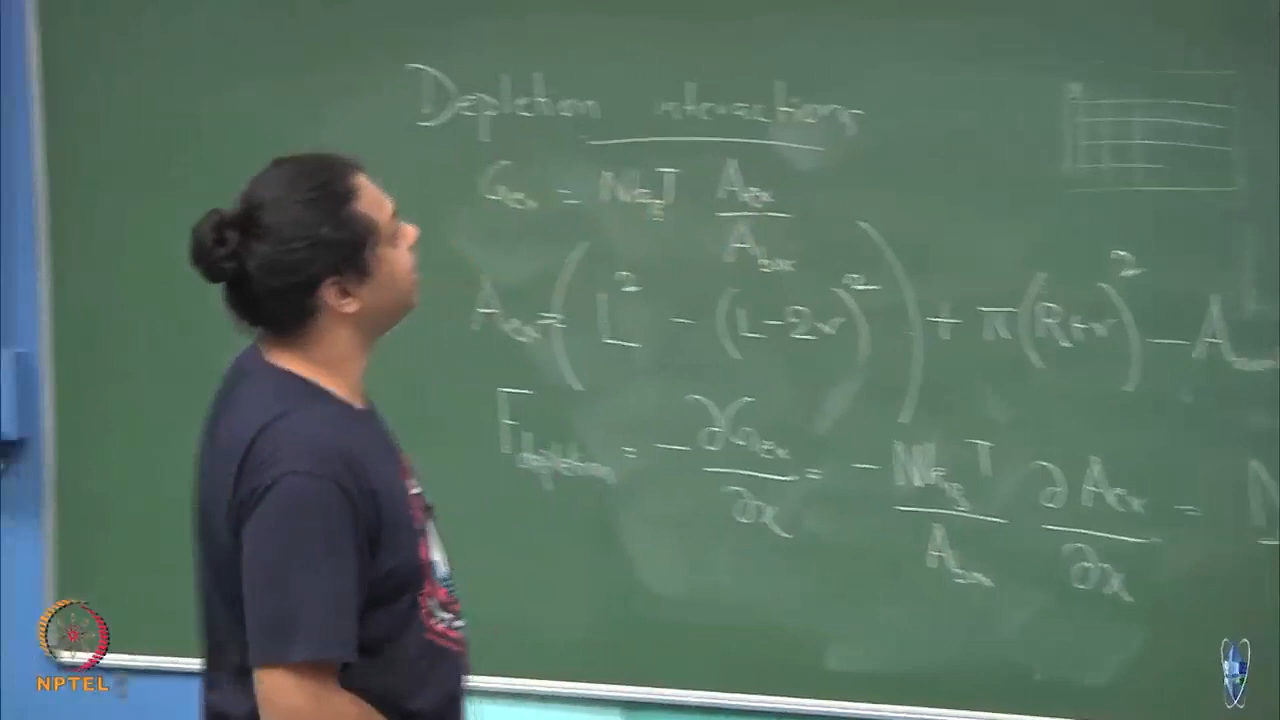 Depletion interactions
G_ex = N k_B T A_ex / A_box
A_ex = ( L² - (L-2r)² ) + π(R+r)² - A
F_depletion = - ∂G_ex / ∂x = - N k_B T / A_box ∂A_ex / ∂x = N
NPTEL